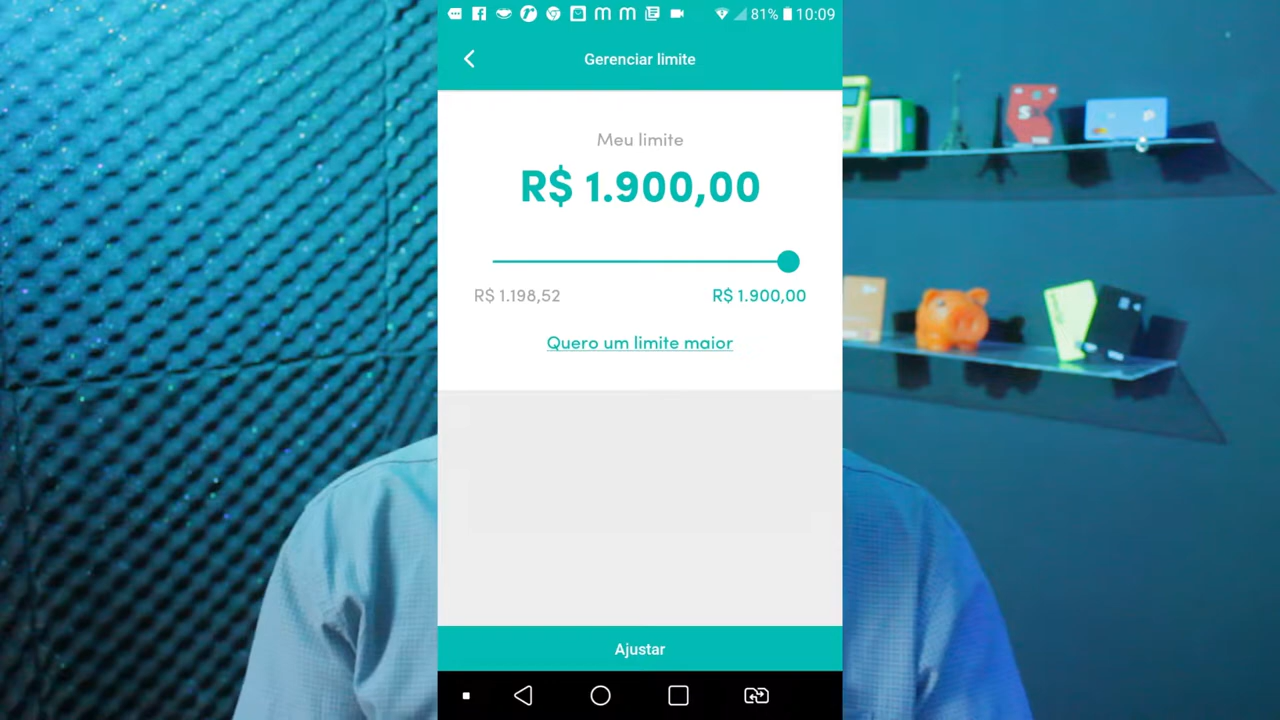 81% 10:09
Gerenciar limite
Meu limite
R$ 1.900,00
R$ 1.198,52 R$ 1.900,00
Quero um limite maior
Ajustar